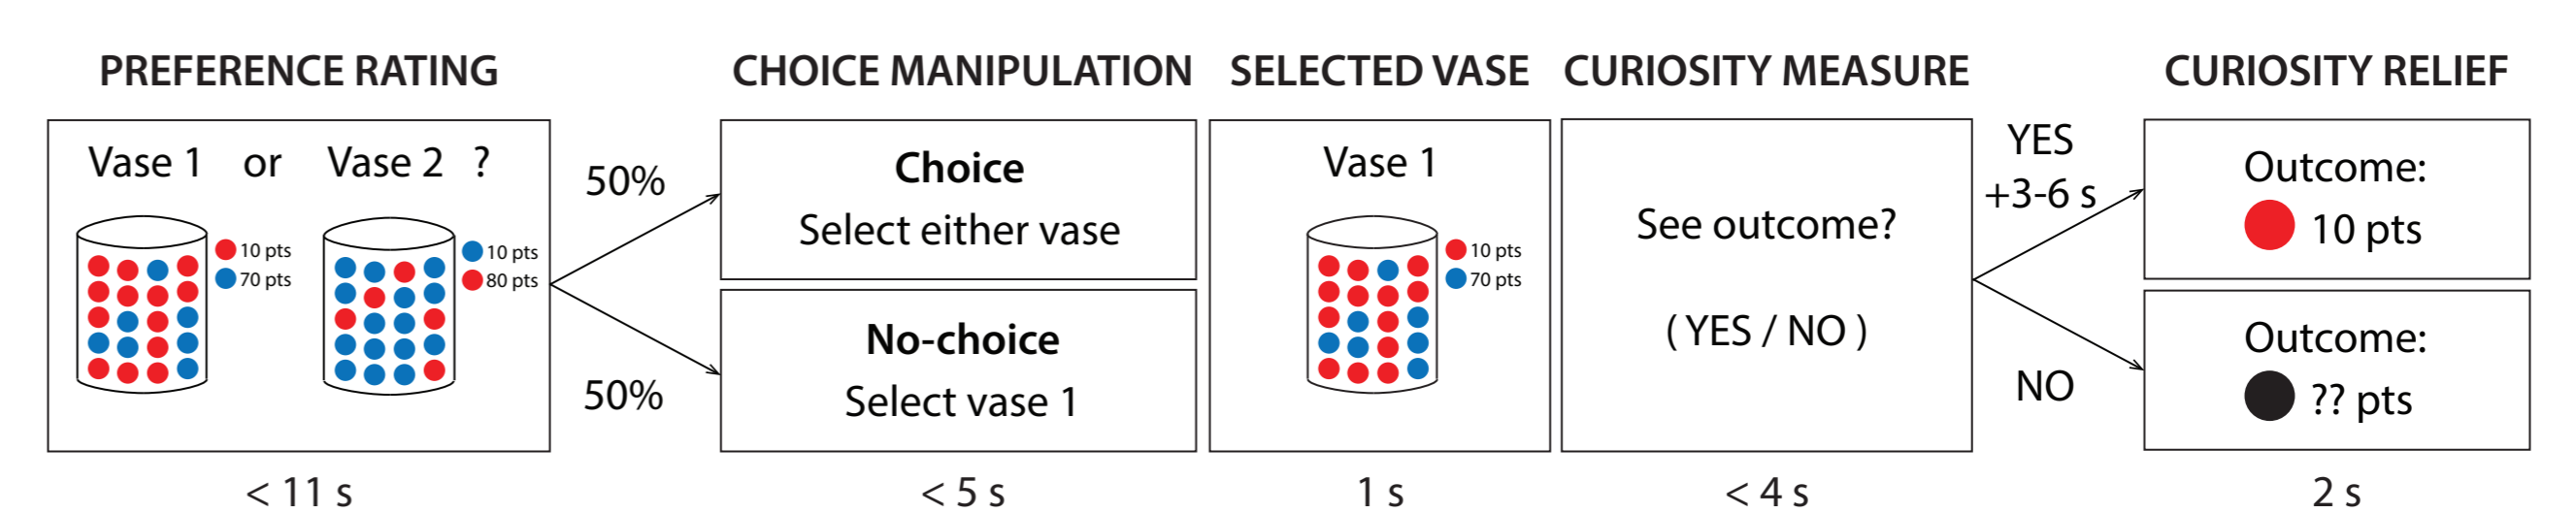 PREFERENCE RATING
Vase 1 or Vase 2 ?
10 pts
70 pts
10 pts
80 pts
< 11 s
50%
50%
CHOICE MANIPULATION
Choice
Select either vase
No-choice
Select vase 1
< 5 s
SELECTED VASE
Vase 1
10 pts
70 pts
1 s
CURIOSITY MEASURE
See outcome?
( YES / NO )
< 4 s
YES
+3-6 s
NO
CURIOSITY RELIEF
Outcome:
10 pts
Outcome:
?? pts
2 s